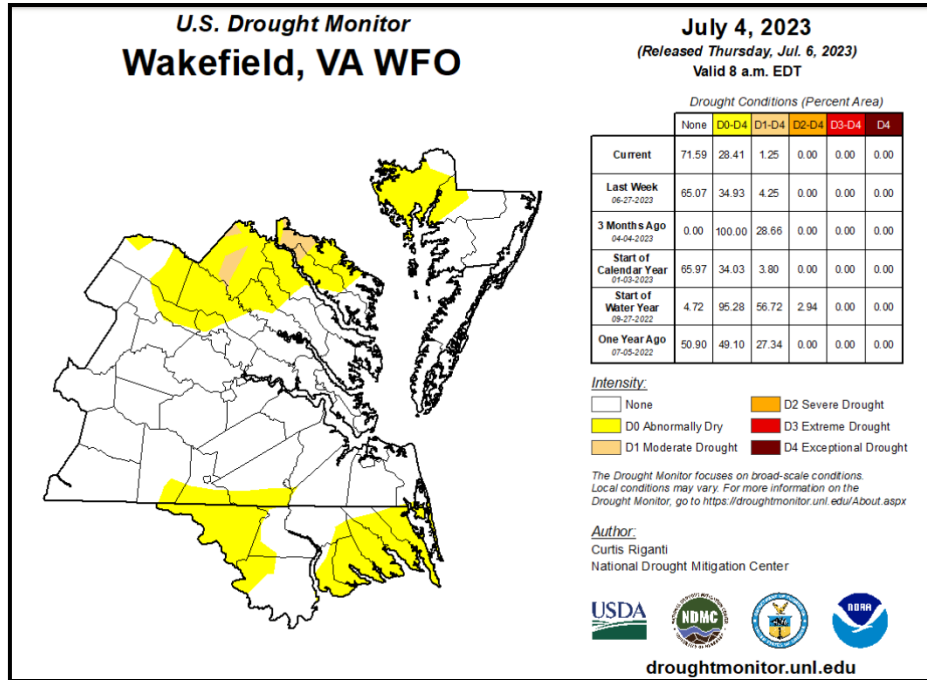 U.S. Drought Monitor
Wakefield, VA WFO
July 4, 2023
(Released Thursday, Jul. 6, 2023)
Valid 8 a.m. EDT
Drought Conditions (Percent Area)
None D0-D4 D1-D4 D2-D4 D3-D4 D4
Current 71.59 28.41 1.25 0.00 0.00 0.00
Last Week
06-27-2023
65.07 34.93 4.25 0.00 0.00 0.00
3 Months Ago
04-04-2023
0.00 100.00 28.66 0.00 0.00 0.00
Start of
Calendar Year
01-03-2023
65.97 34.03 3.80 0.00 0.00 0.00
Start of
Water Year
09-27-2022
4.72 95.28 56.72 2.94 0.00 0.00
One Year Ago
07-05-2022
50.90 49.10 27.34 0.00 0.00 0.00
Intensity:
None
D0 Abnormally Dry
D1 Moderate Drought
D2 Severe Drought
D3 Extreme Drought
D4 Exceptional Drought
The Drought Monitor focuses on broad-scale conditions.
Local conditions may vary. For more information on the
Drought Monitor, go to https://droughtmonitor.unl.edu/About.aspx
Author:
Curtis Riganti
National Drought Mitigation Center
USDA
NDMC
NOAA
droughtmonitor.unl.edu